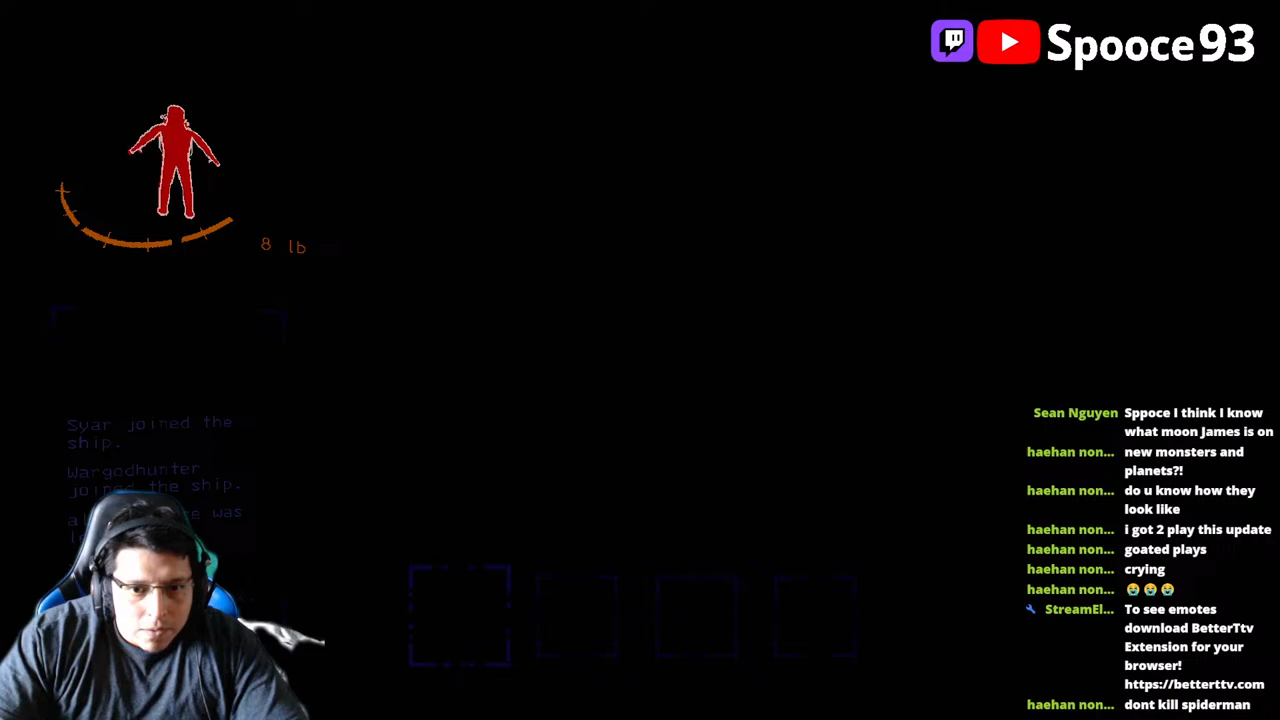 Spooce93
8 lb
Syar joined the
ship.
Wargodhunter
joined the ship.
was
Sean Nguyen Sppoce I think I know
what moon James is on
haehan non... new monsters and
planets?!
haehan non... do u know how they
look like
haehan non... i got 2 play this update
haehan non... goated plays
haehan non... crying
haehan non... 😭😭😭
StreamEl... To see emotes
download BetterTtv
Extension for your
browser!
https://betterttv.com
haehan non... dont kill spiderman